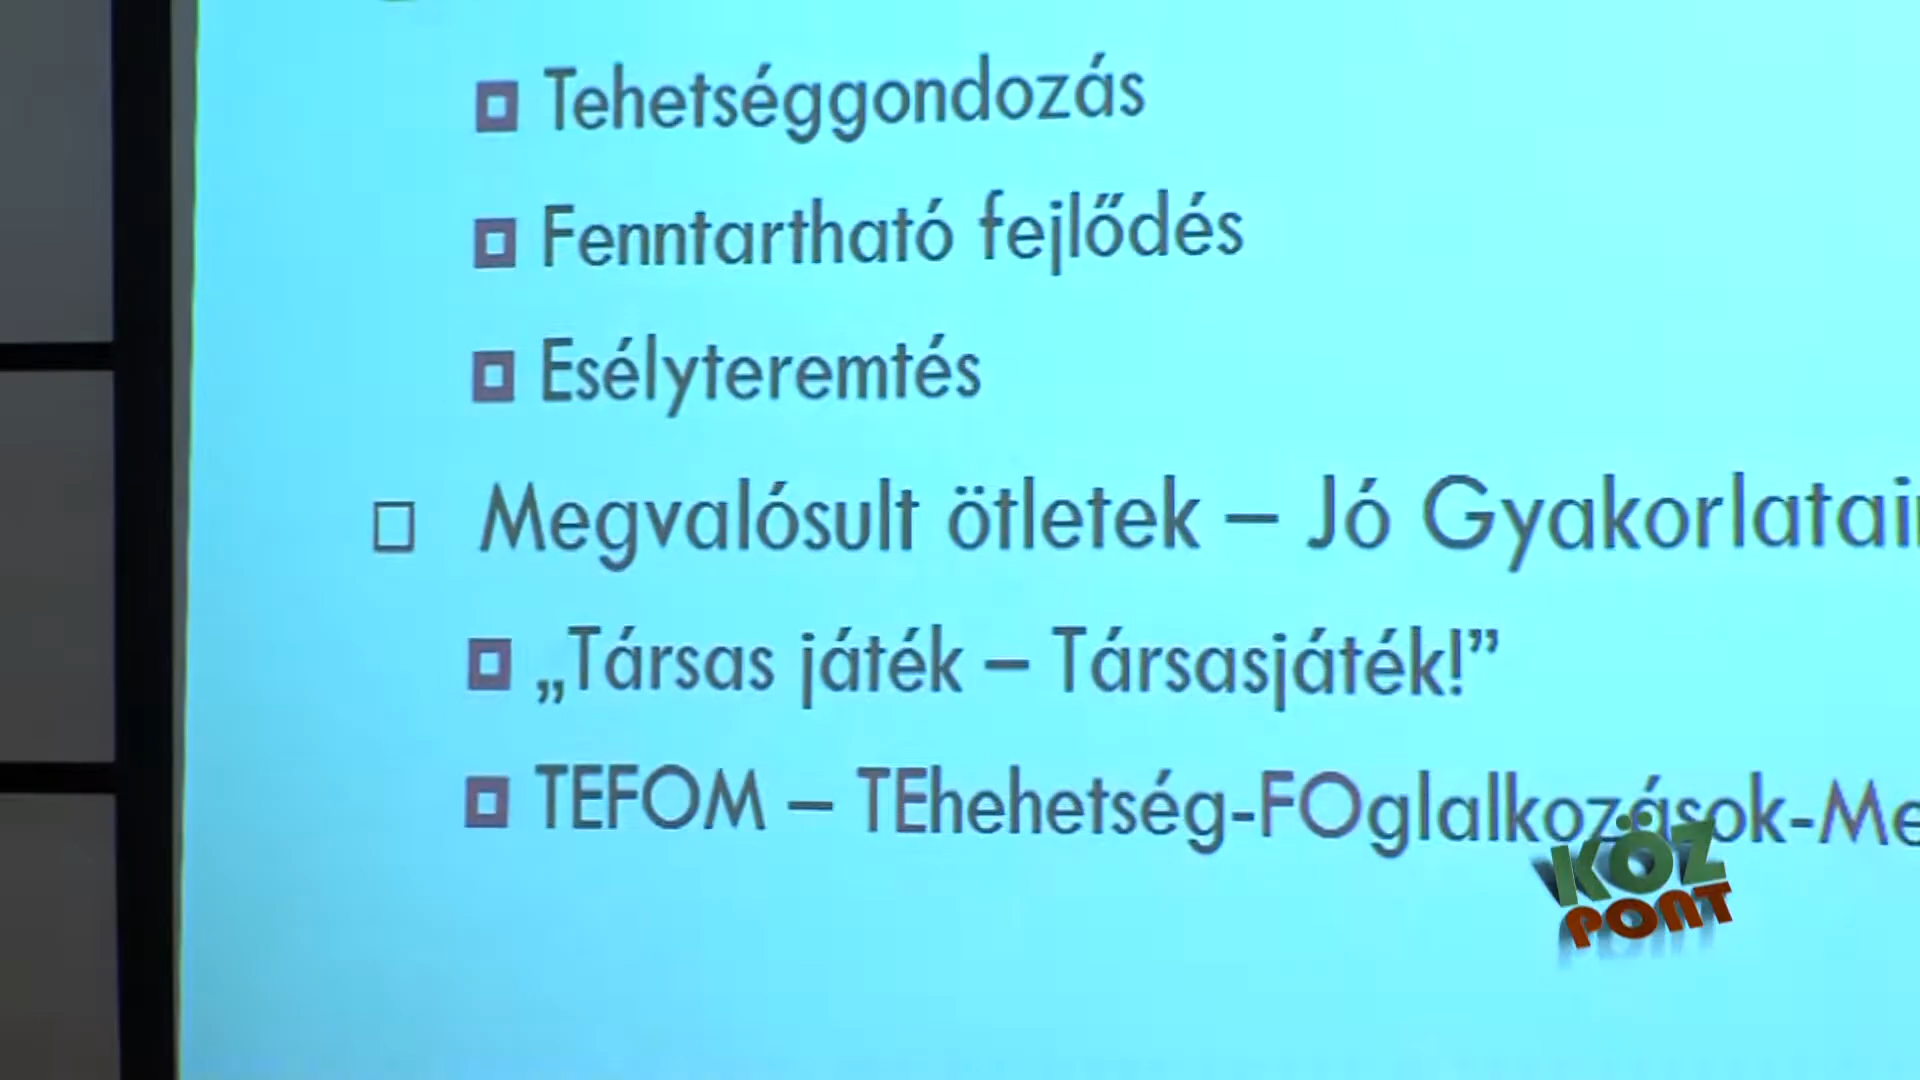 Tehetséggondozás
Fenntartható fejlődés
Esélyteremtés
Megvalósult ötletek – Jó Gyakorlatai
„Társas játék – Társasjáték!”
TEFOM – TEhehetség-FOglalkozások-Me
KÖZ
PONT